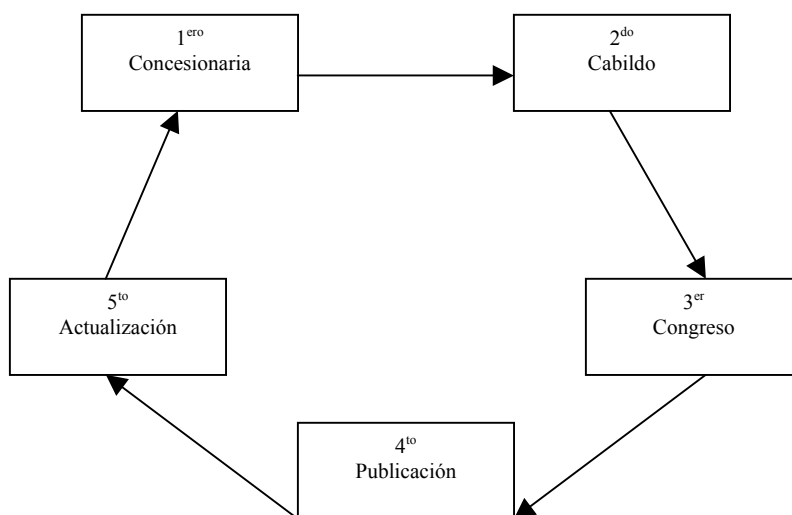 1ero
Concesionaria
2do
Cabildo
3er
Congreso
4to
Publicación
5to
Actualización